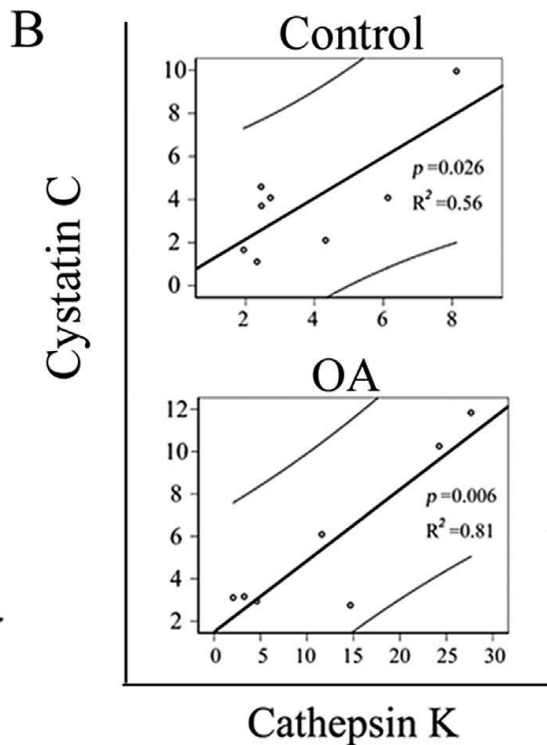 B
Control
10
8
6
4
2
0
p=0.026
R²=0.56
2 4 6 8
Cystatin C
OA
12
10
8
6
4
2
p=0.006
R²=0.81
0 5 10 15 20 25 30
Cathepsin K